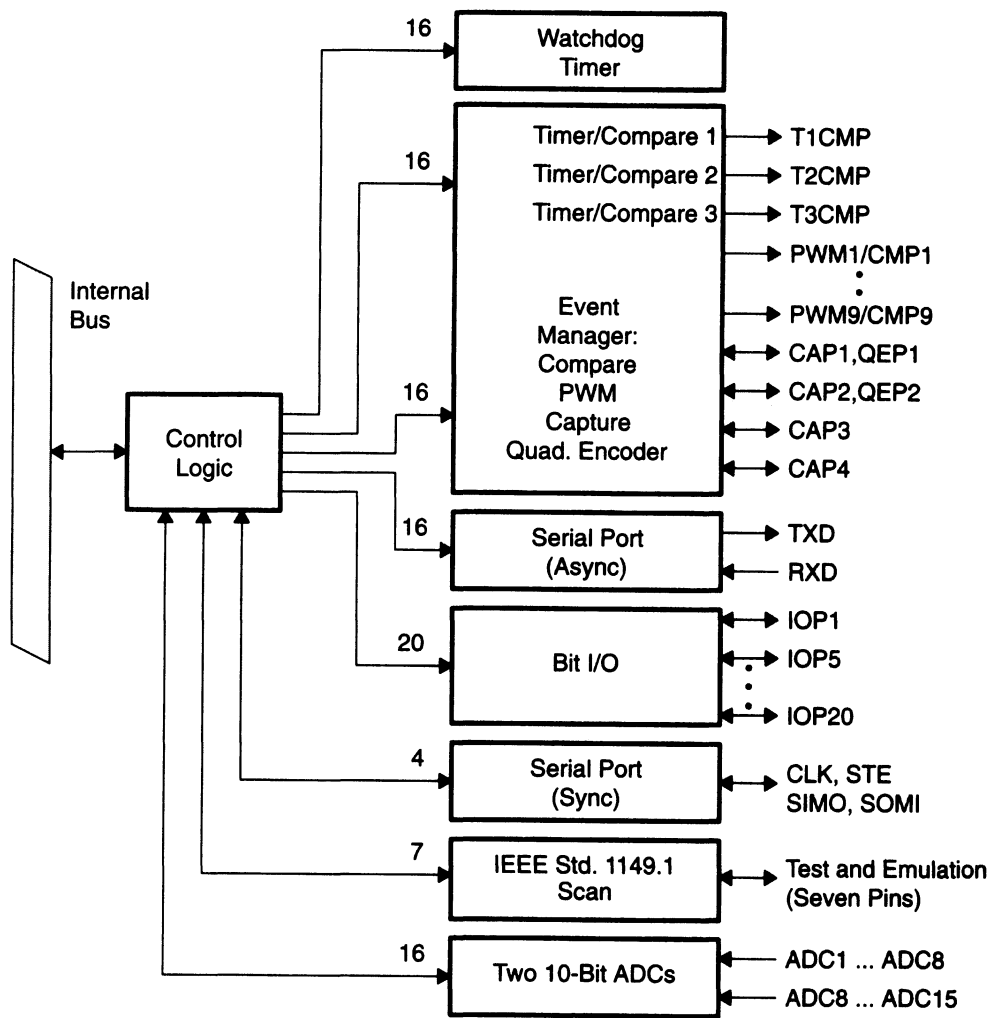 16
Watchdog
Timer
Timer/Compare 1
T1CMP
16
Timer/Compare 2
T2CMP
Timer/Compare 3
T3CMP
PWM1/CMP1
Internal
Bus
Event
Manager:
Compare
PWM
Capture
Quad. Encoder
PWM9/CMP9
CAP1,QEP1
16
CAP2,QEP2
CAP3
CAP4
Control
Logic
16
Serial Port
(Async)
TXD
RXD
20
Bit I/O
IOP1
IOP5
IOP20
4
Serial Port
(Sync)
CLK, STE
SIMO, SOMI
7
IEEE Std. 1149.1
Scan
Test and Emulation
(Seven Pins)
16
Two 10-Bit ADCs
ADC1 ... ADC8
ADC8 ... ADC15